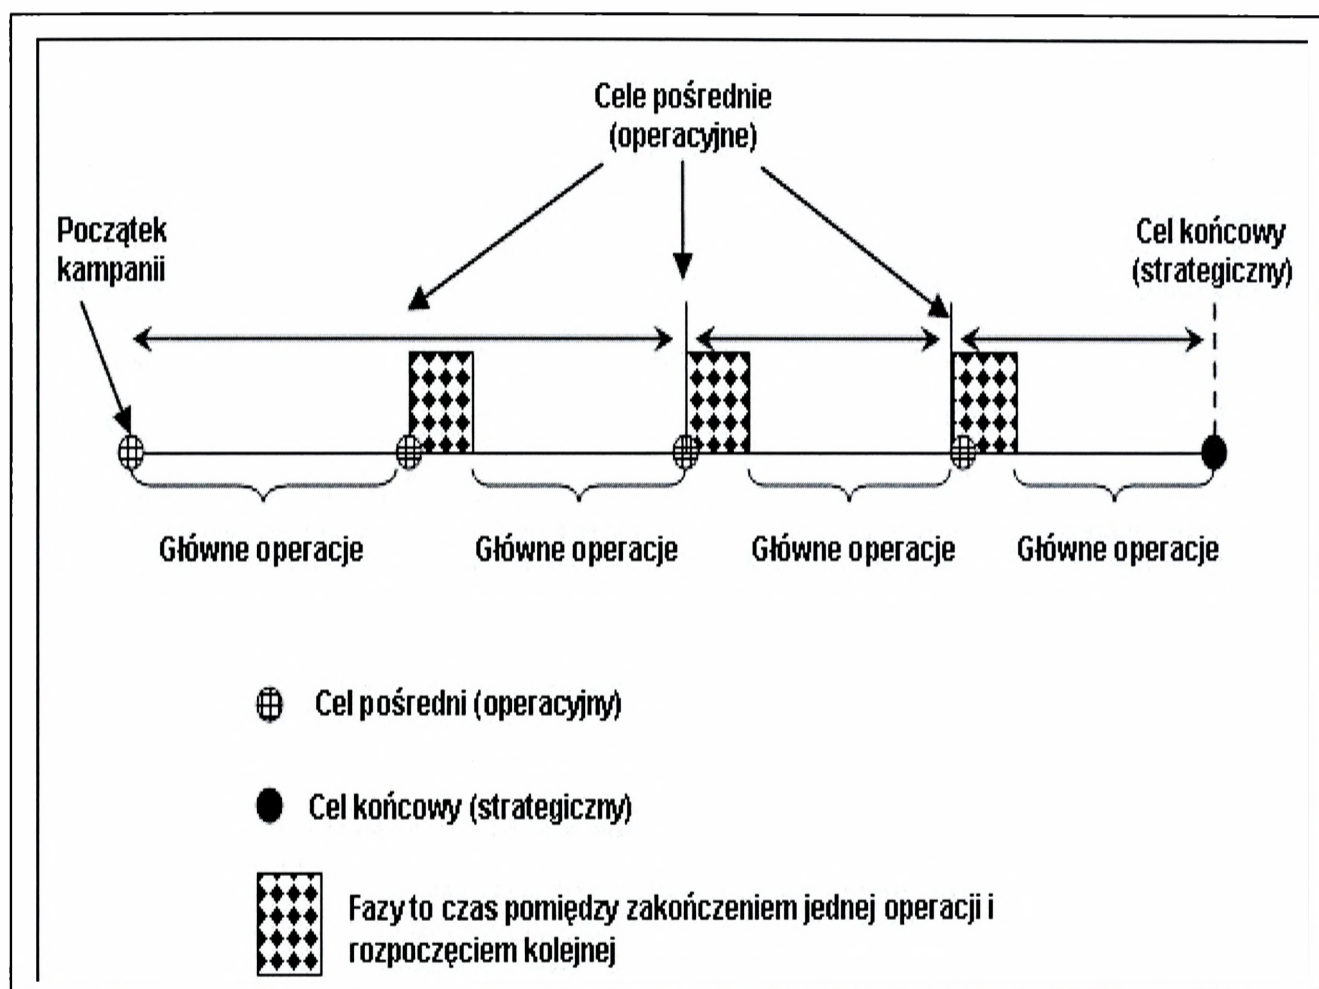 Cele pośrednie
(operacyjne)
Początek
kampanii
Cel końcowy
(strategiczny)
Główne operacje
Główne operacje
Główne operacje
Główne operacje
Cel pośredni (operacyjny)
Cel końcowy (strategiczny)
Fazy to czas pomiędzy zakończeniem jednej operacji i
rozpoczęciem kolejnej